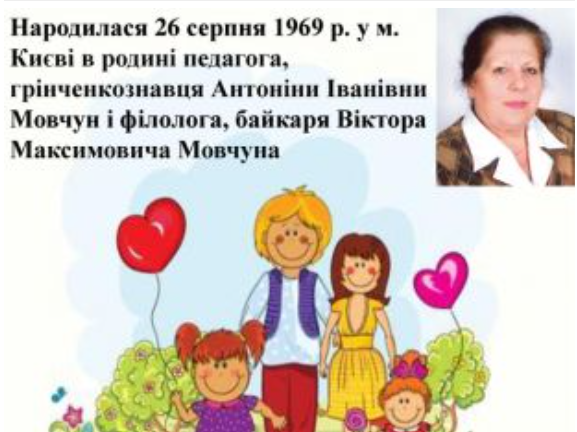 Народилася 26 серпня 1969 р. у м.
Києві в родині педагога,
грінченкознавця Антоніни Іванівни
Мовчун і філолога, байкаря Віктора
Максимовича Мовчуна